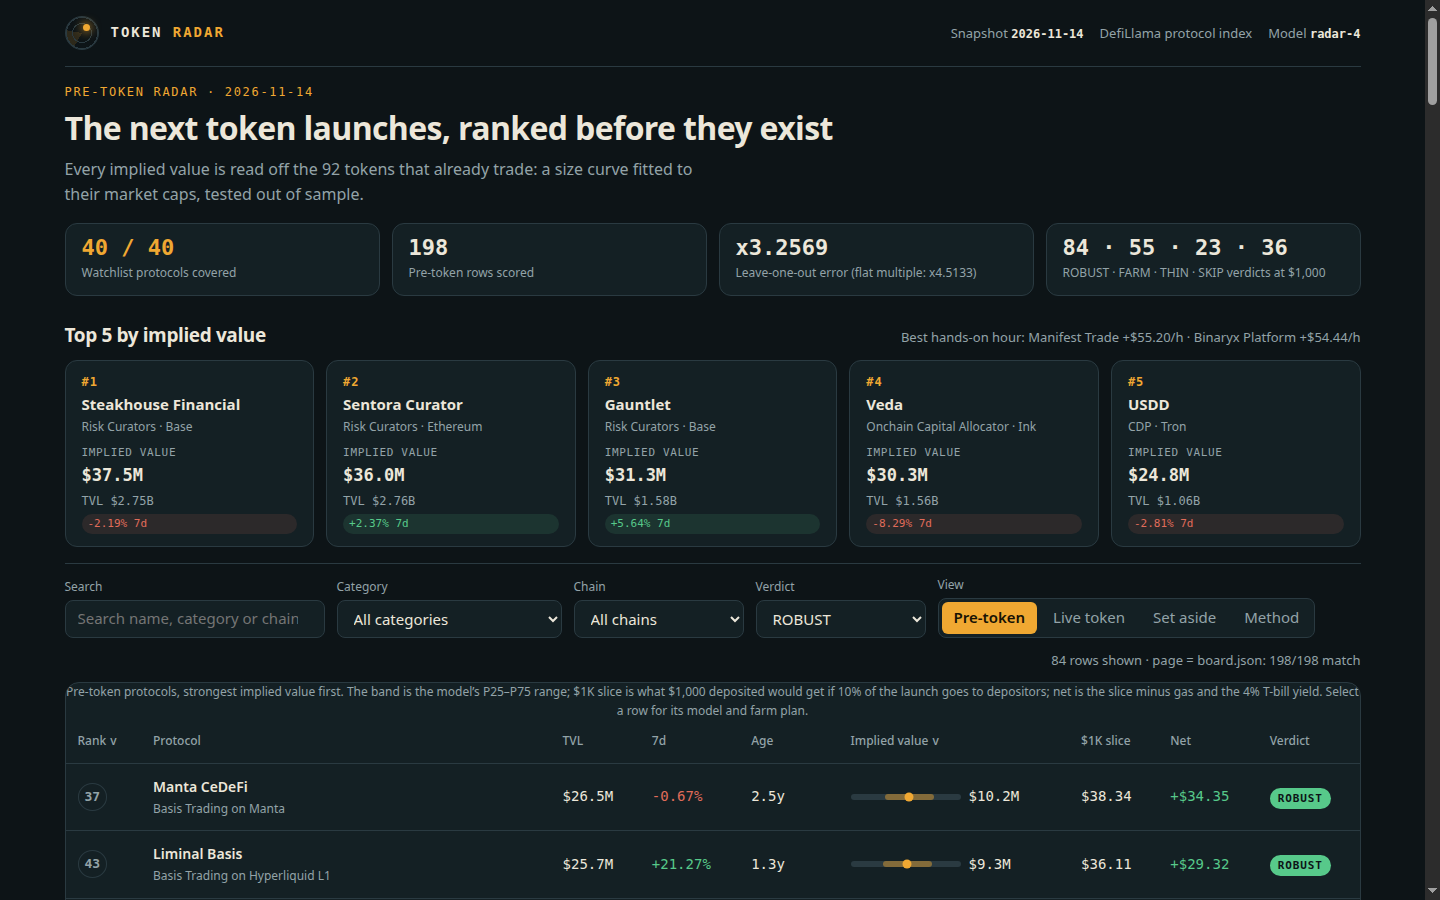 TOKEN RADAR
Snapshot 2026-11-14 DefiLlama protocol index Model radar-4
PRE-TOKEN RADAR · 2026-11-14
The next token launches, ranked before they exist
Every implied value is read off the 92 tokens that already trade: a size curve fitted to
their market caps, tested out of sample.
40 / 40
Watchlist protocols covered
198
Pre-token rows scored
x3.2569
Leave-one-out error (flat multiple: x4.5133)
84 · 55 · 23 · 36
ROBUST · FARM · THIN · SKIP verdicts at $1,000
Top 5 by implied value
Best hands-on hour: Manifest Trade +$55.20/h · Binaryx Platform +$54.44/h
#1
Steakhouse Financial
Risk Curators · Base
IMPLIED VALUE
$37.5M
TVL $2.75B
-2.19% 7d
#2
Sentora Curator
Risk Curators · Ethereum
IMPLIED VALUE
$36.0M
TVL $2.76B
+2.37% 7d
#3
Gauntlet
Risk Curators · Base
IMPLIED VALUE
$31.3M
TVL $1.58B
+5.64% 7d
#4
Veda
Onchain Capital Allocator · Ink
IMPLIED VALUE
$30.3M
TVL $1.56B
-8.29% 7d
#5
USDD
CDP · Tron
IMPLIED VALUE
$24.8M
TVL $1.06B
-2.81% 7d
Search
Search name, category or chain
Category
All categories
Chain
All chains
Verdict
ROBUST
View
Pre-token Live token Set aside Method
84 rows shown · page = board.json: 198/198 match
Pre-token protocols, strongest implied value first. The band is the model's P25–P75 range; $1K slice is what $1,000 deposited would get if 10% of the launch goes to depositors; net is the slice minus gas and the 4% T-bill yield. Select
a row for its model and farm plan.
Rank v Protocol TVL 7d Age Implied value v $1K slice Net Verdict
37 Manta CeDeFi $26.5M -0.67% 2.5y $10.2M $38.34 +$34.35 ROBUST
Basis Trading on Manta
43 Liminal Basis $25.7M +21.27% 1.3y $9.3M $36.11 +$29.32 ROBUST
Basis Trading on Hyperliquid L1